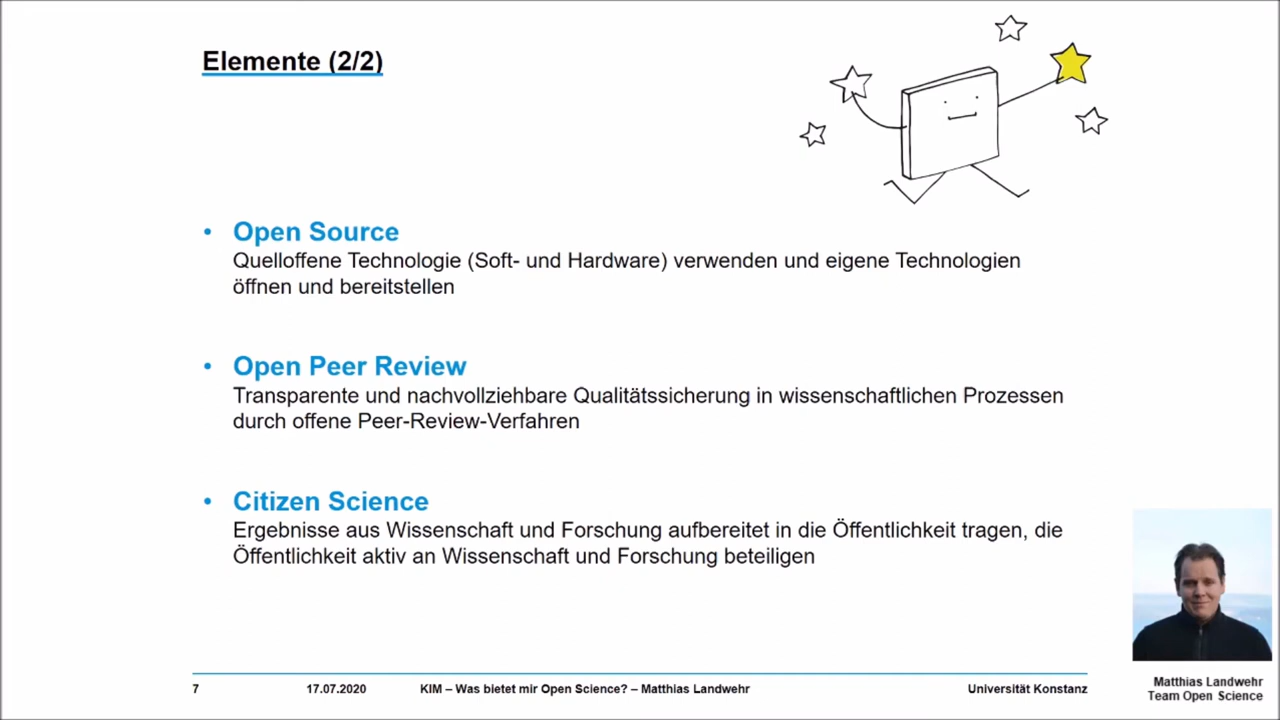 Elemente (2/2)
• Open Source
Quelloffene Technologie (Soft- und Hardware) verwenden und eigene Technologien
öffnen und bereitstellen
• Open Peer Review
Transparente und nachvollziehbare Qualitätssicherung in wissenschaftlichen Prozessen
durch offene Peer-Review-Verfahren
• Citizen Science
Ergebnisse aus Wissenschaft und Forschung aufbereitet in die Öffentlichkeit tragen, die
Öffentlichkeit aktiv an Wissenschaft und Forschung beteiligen
7 17.07.2020 KIM – Was bietet mir Open Science? – Matthias Landwehr Universität Konstanz
Matthias Landwehr
Team Open Science